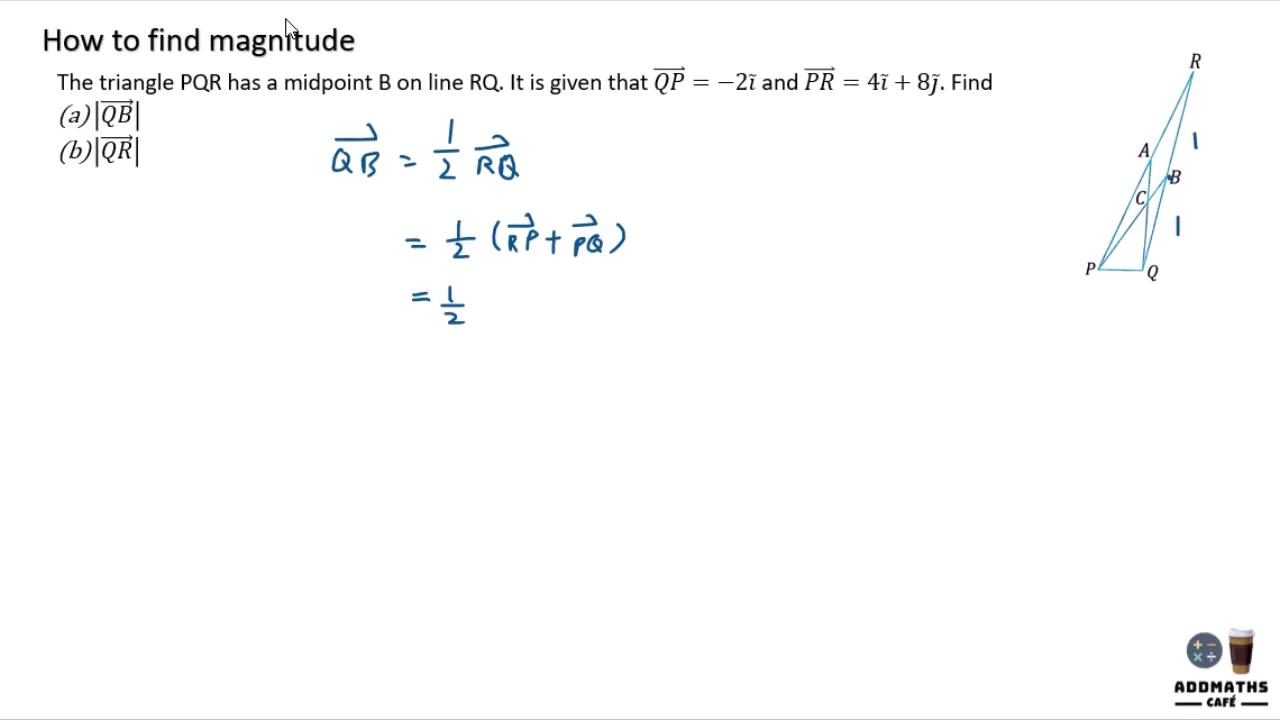 How to find magnitude
The triangle PQR has a midpoint B on line RQ. It is given that $\overrightarrow{QP} = -2\tilde{\imath}$ and $\overrightarrow{PR} = 4\tilde{\imath} + 8\tilde{\jmath}$. Find
(a) $|\overrightarrow{QB}|$
(b) $|\overrightarrow{QR}|$
$\overrightarrow{QB} = \frac{1}{2} \overrightarrow{RQ}$
$= \frac{1}{2} (\overrightarrow{RP} + \overrightarrow{PQ})$
$= \frac{1}{2}$
R
1
A
B
C
1
P
Q
+ −
× ÷
ADDMATHS
CAFÉ